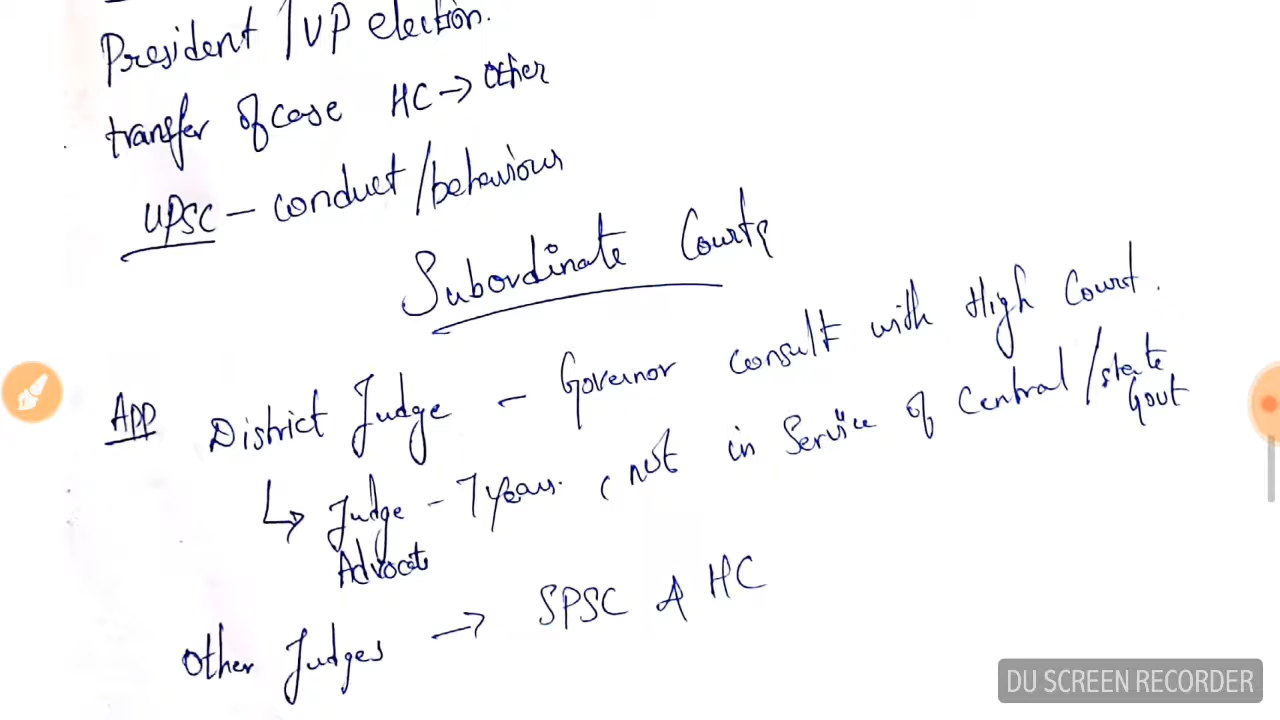 President / VP election.
transfer of case HC → Other
UPSC - conduct / behaviour
Subordinate Courts
App District Judge - Governor consult with High Court.
↳ Judge - 7 years. ( not in Service of Central / state Govt
Advocate
Other Judges → SPSC & HC
DU SCREEN RECORDER